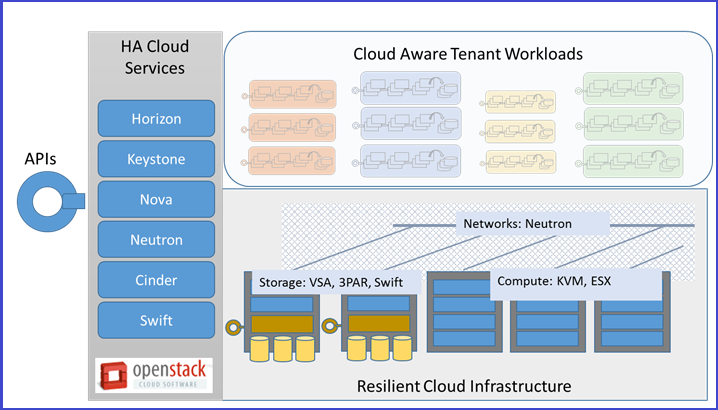 HA Cloud
Services
Cloud Aware Tenant Workloads
Horizon
APIs
Keystone
Nova
Neutron
Cinder
Swift
Networks: Neutron
Storage: VSA, 3PAR, Swift
Compute: KVM, ESX
openstack
CLOUD SOFTWARE
Resilient Cloud Infrastructure